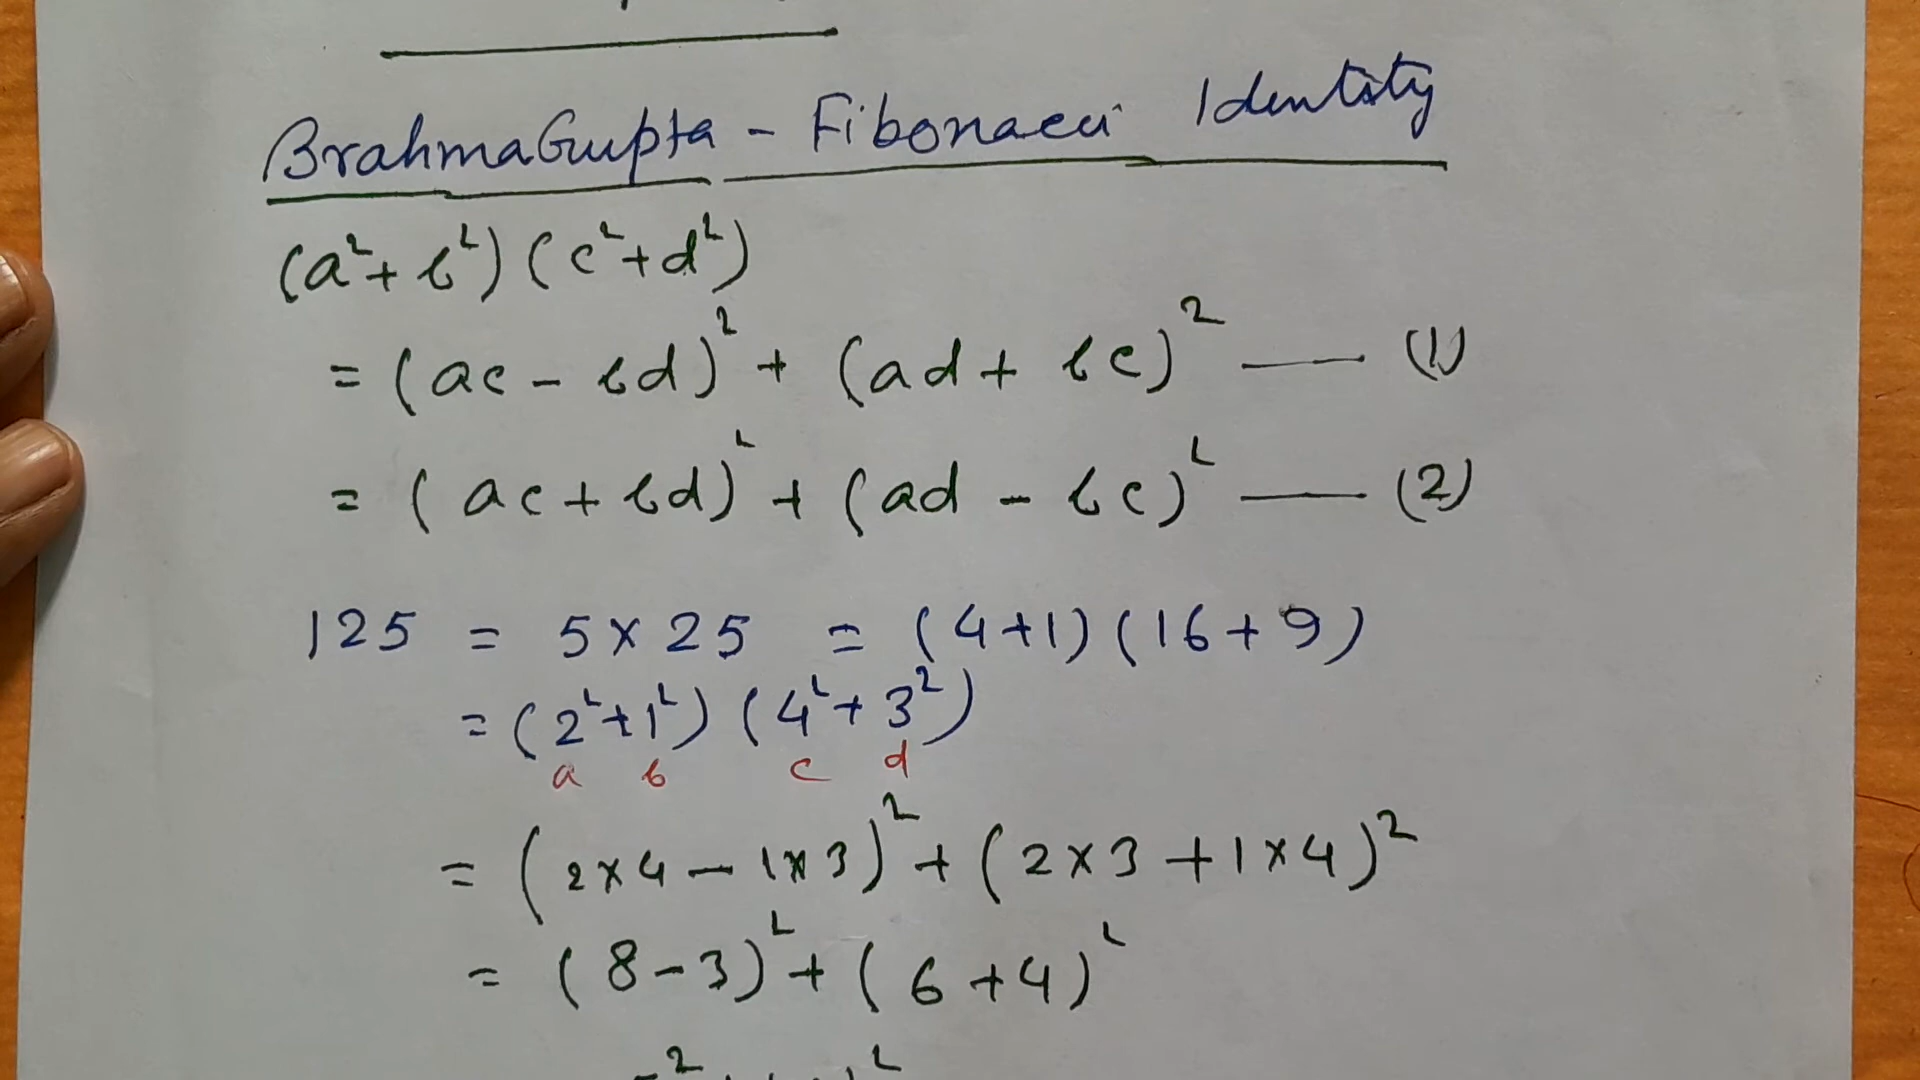 BrahmaGupta - Fibonacci Identity
(a²+b²)(c²+d²)
= (ac - bd)² + (ad + bc)² — (1)
= (ac + bd)² + (ad - bc)² — (2)
125 = 5 × 25 = (4+1)(16+9)
= (2²+1²)(4²+3²)
a b c d
= (2×4 - 1×3)² + (2×3 + 1×4)²
= (8-3)² + (6+4)²